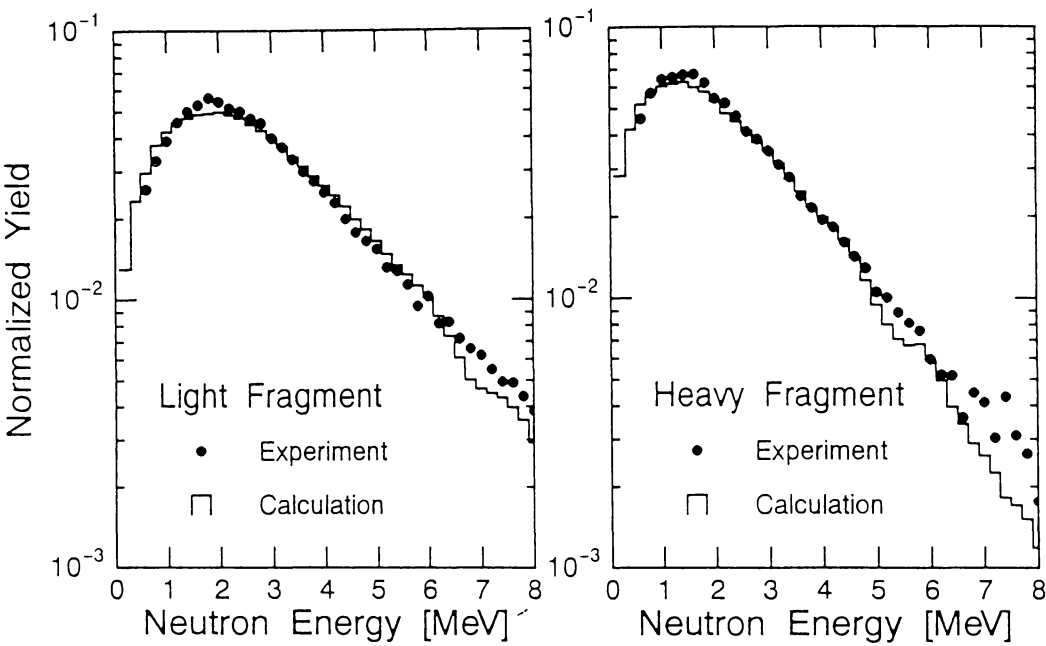 Normalized Yield
10⁻¹
10⁻²
10⁻³
Light Fragment
Experiment
Calculation
0 1 2 3 4 5 6 7 8
Neutron Energy [MeV]
10⁻¹
10⁻²
10⁻³
Heavy Fragment
Experiment
Calculation
0 1 2 3 4 5 6 7 8
Neutron Energy [MeV]